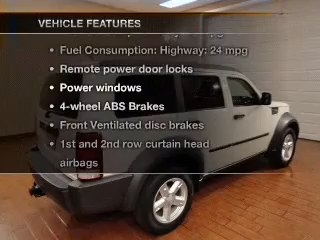 VEHICLE FEATURES
mpg
• Fuel Consumption: Highway: 24 mpg
• Remote power door locks
• Power windows
• 4-wheel ABS Brakes
• Front Ventilated disc brakes
• 1st and 2nd row curtain head
airbags